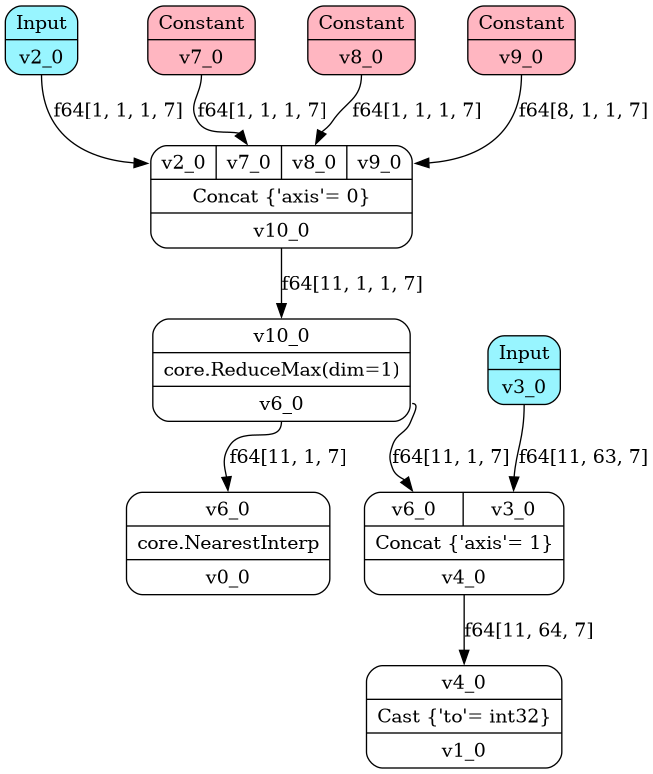 Input
v2_0
Constant
v7_0
Constant
v8_0
Constant
v9_0
f64[1, 1, 1, 7]
f64[1, 1, 1, 7]
f64[1, 1, 1, 7]
f64[8, 1, 1, 7]
v2_0 v7_0 v8_0 v9_0
Concat {'axis'= 0}
v10_0
f64[11, 1, 1, 7]
v10_0
core.ReduceMax(dim=1)
v6_0
Input
v3_0
f64[11, 1, 7]
f64[11, 1, 7]
f64[11, 63, 7]
v6_0
core.NearestInterp
v0_0
v6_0 v3_0
Concat {'axis'= 1}
v4_0
f64[11, 64, 7]
v4_0
Cast {'to'= int32}
v1_0